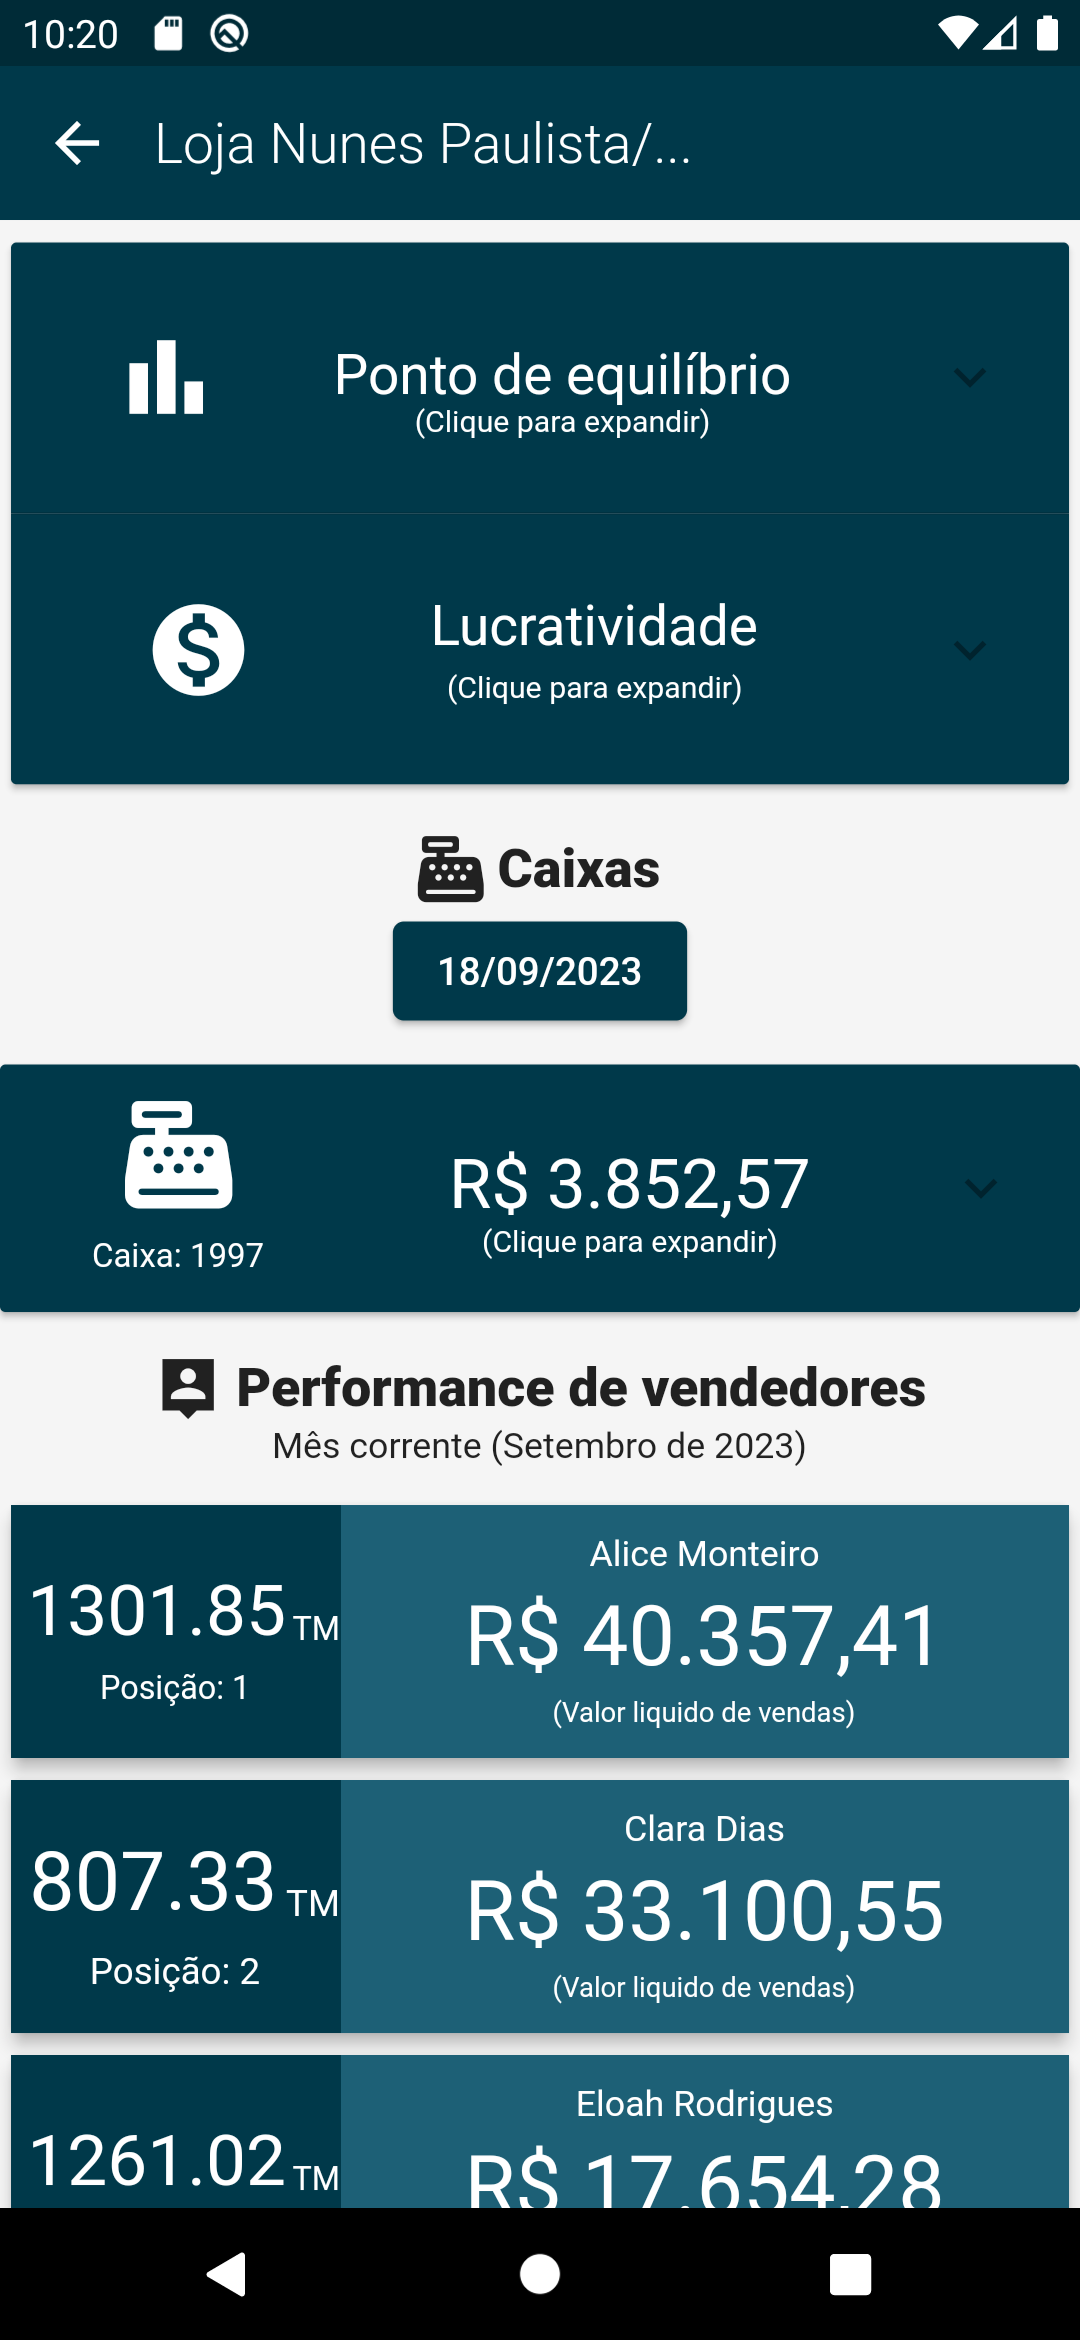 10:20
Loja Nunes Paulista/...
Ponto de equilíbrio
(Clique para expandir)
Lucratividade
(Clique para expandir)
Caixas
18/09/2023
R$ 3.852,57
(Clique para expandir)
Caixa: 1997
Performance de vendedores
Mês corrente (Setembro de 2023)
Alice Monteiro
1301.85 TM
R$ 40.357,41
Posição: 1
(Valor liquido de vendas)
Clara Dias
807.33 TM
R$ 33.100,55
Posição: 2
(Valor liquido de vendas)
Eloah Rodrigues
1261.02 TM
R$ 17.654,28